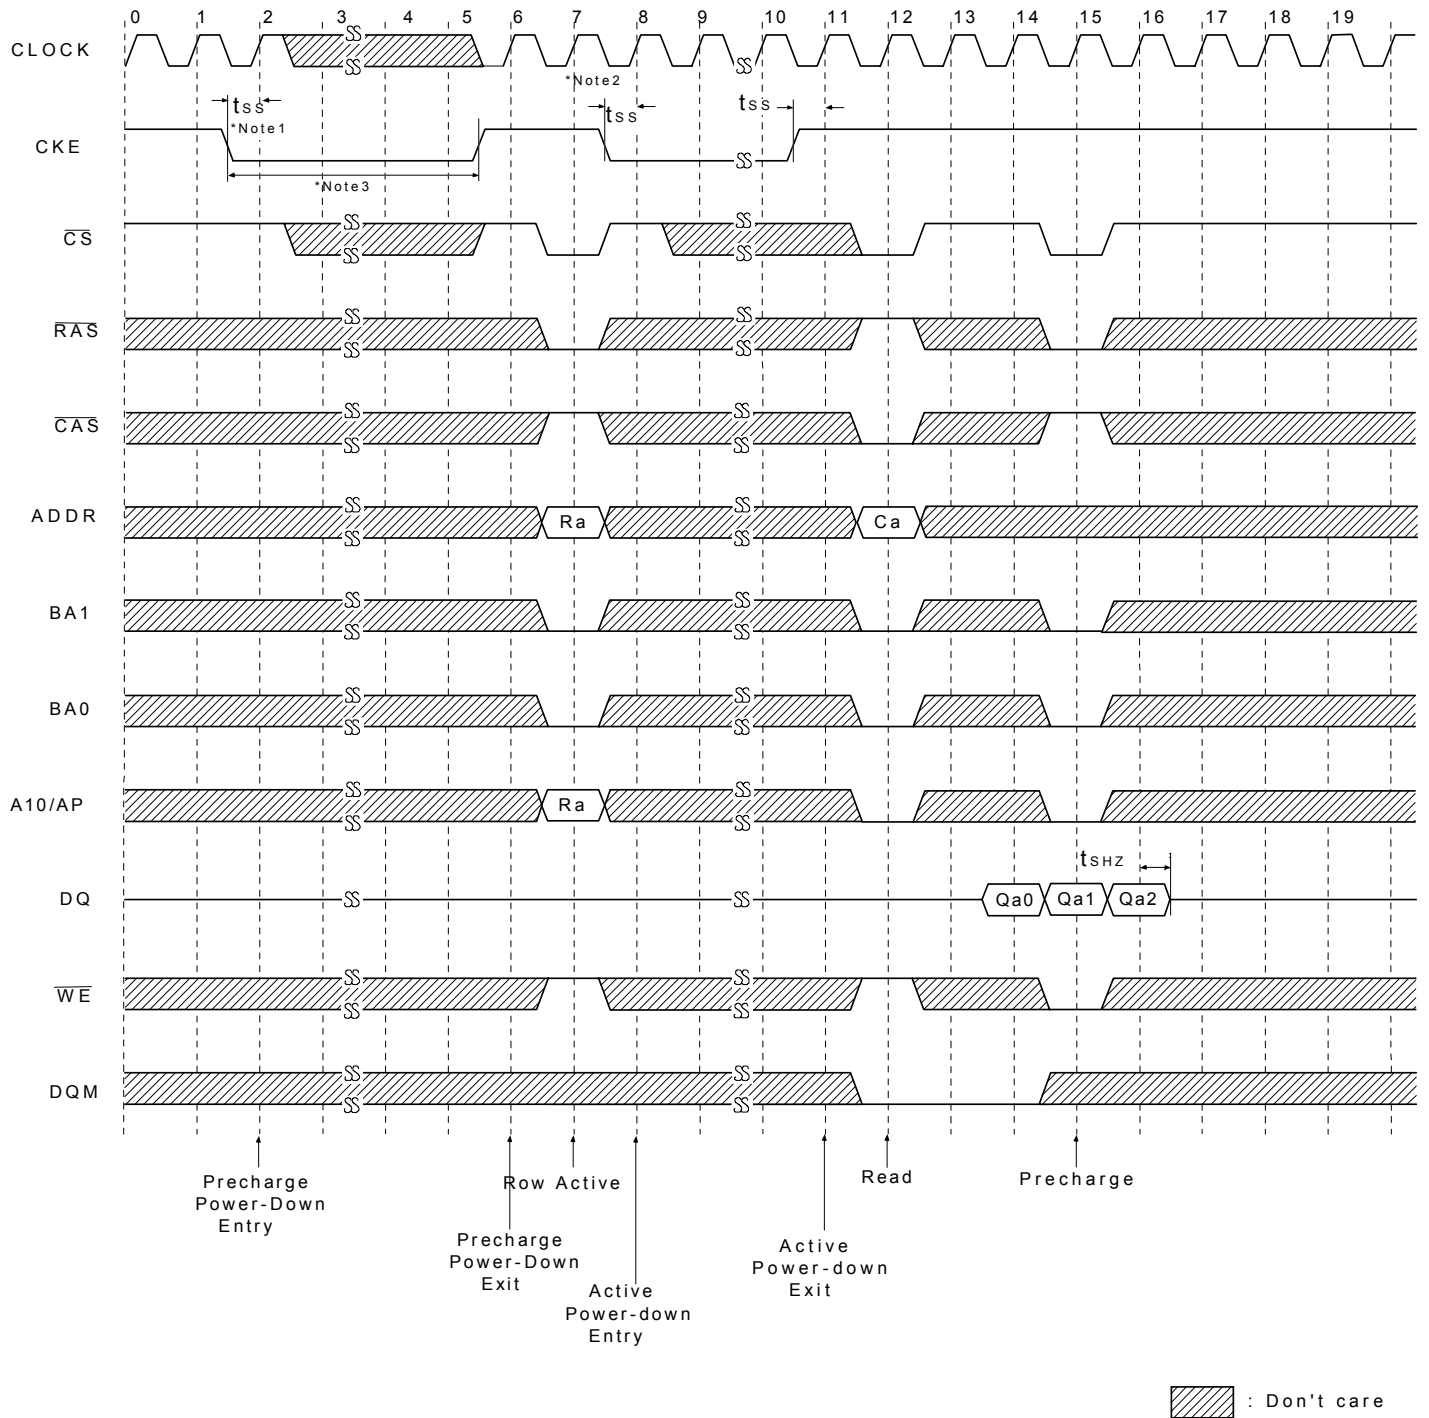 0 1 2 3 4 5 6 7 8 9 10 11 12 13 14 15 16 17 18 19
CLOCK
*Note2
tSS
tSS
tSS
*Note1
CKE
*Note3
CS
RAS
CAS
ADDR
Ra
Ca
BA1
BA0
A10/AP
Ra
tSHZ
DQ
Qa0 Qa1 Qa2
WE
DQM
Precharge
Power-Down
Entry
Row Active
Precharge
Power-Down
Exit
Active
Power-down
Entry
Active
Power-down
Exit
Read
Precharge
: Don't care